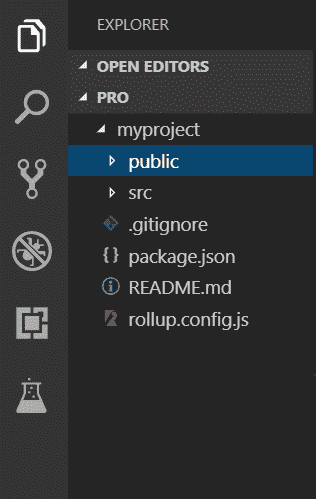 EXPLORER
OPEN EDITORS
PRO
myproject
public
src
.gitignore
package.json
README.md
rollup.config.js